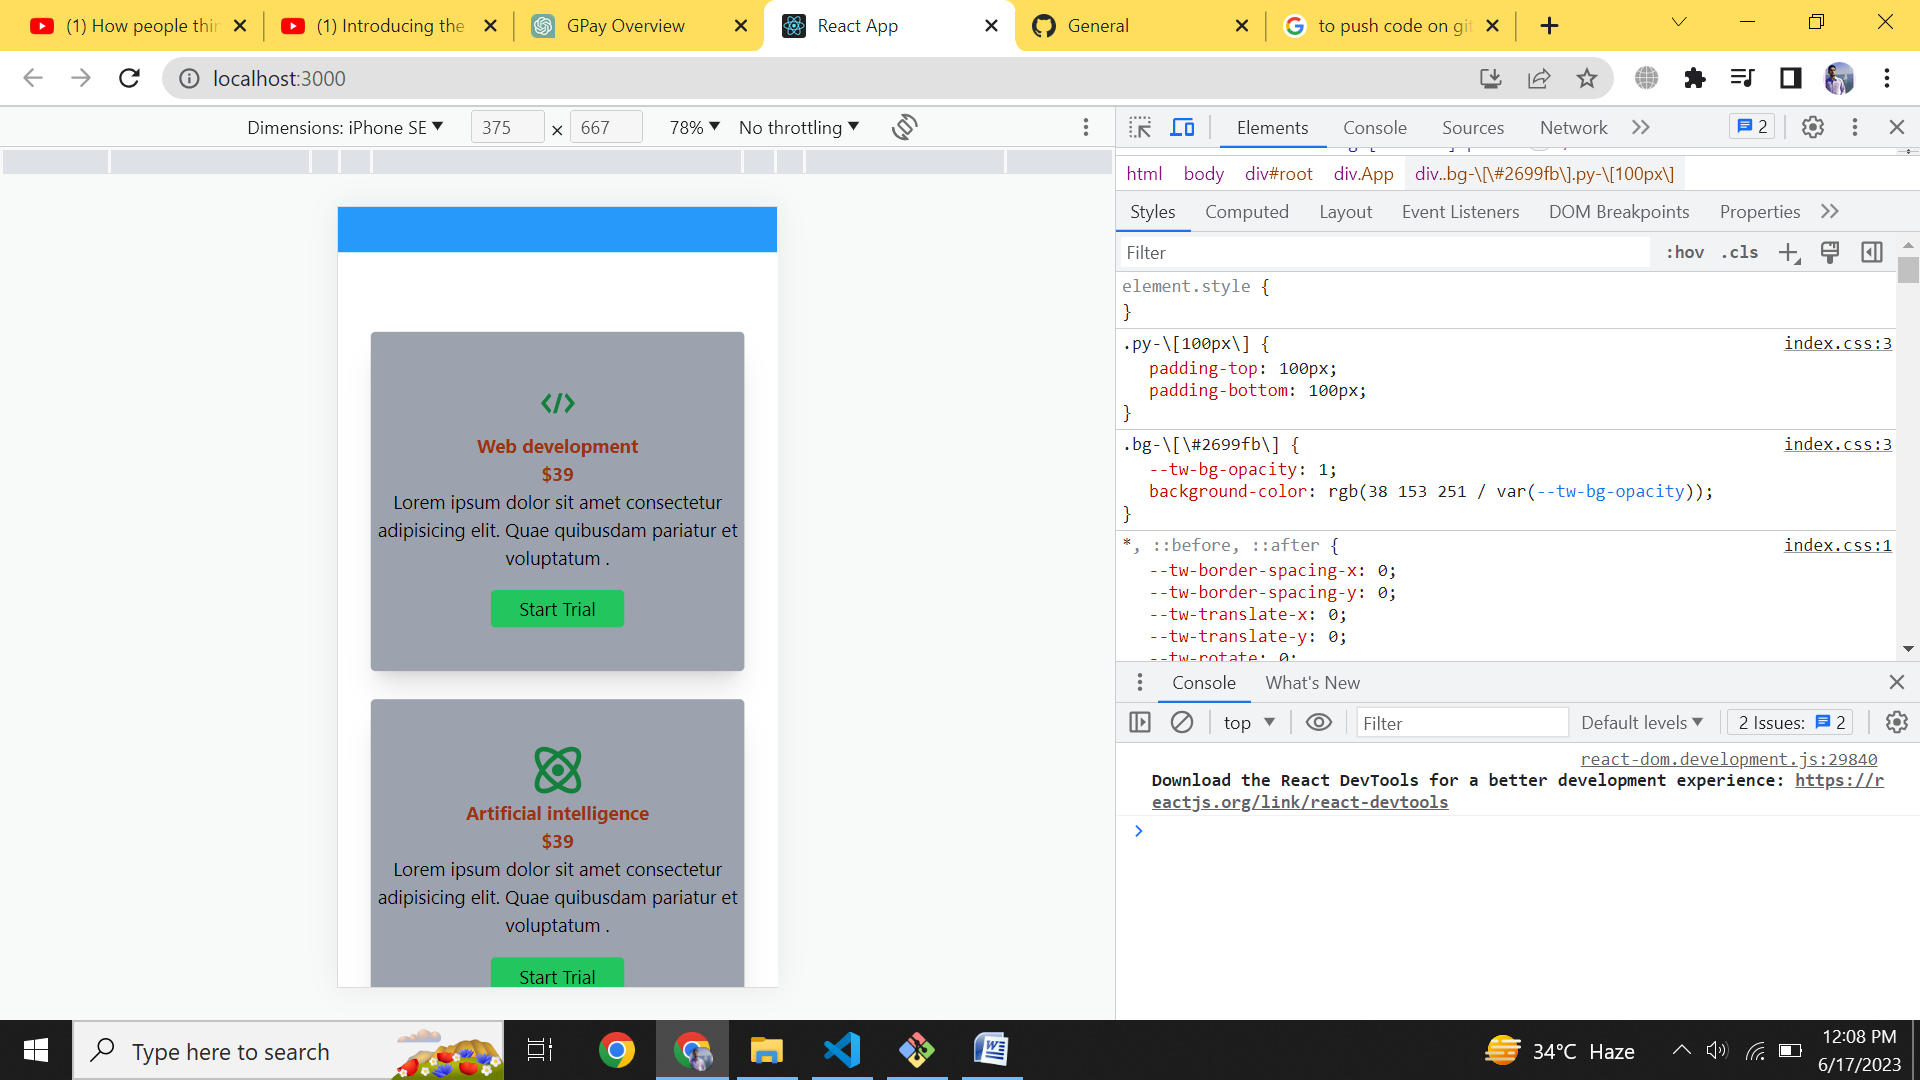 (1) How people thin
(1) Introducing the
GPay Overview
React App
General
to push code on git
localhost:3000
Dimensions: iPhone SE
375 × 667
78%
No throttling
Elements
Console
Sources
Network
2
html
body
div#root
div.App
div..bg-\[\#2699fb\].py-\[100px\]
Styles
Computed
Layout
Event Listeners
DOM Breakpoints
Properties
Filter
:hov
.cls
element.style {
}
.py-\[100px\] {
index.css:3
padding-top: 100px;
padding-bottom: 100px;
}
.bg-\[\#2699fb\] {
index.css:3
--tw-bg-opacity: 1;
background-color: rgb(38 153 251 / var(--tw-bg-opacity));
}
*, ::before, ::after {
index.css:1
--tw-border-spacing-x: 0;
--tw-border-spacing-y: 0;
--tw-translate-x: 0;
--tw-translate-y: 0;
--tw-rotate: 0;
Console
What's New
top
Filter
Default levels
2 Issues:
2
react-dom.development.js:29840
Download the React DevTools for a better development experience: https://r
eactjs.org/link/react-devtools
Web development
$39
Lorem ipsum dolor sit amet consectetur
adipisicing elit. Quae quibusdam pariatur et
voluptatum .
Start Trial
Artificial intelligence
$39
Lorem ipsum dolor sit amet consectetur
adipisicing elit. Quae quibusdam pariatur et
voluptatum .
Start Trial
Type here to search
34°C Haze
12:08 PM
6/17/2023